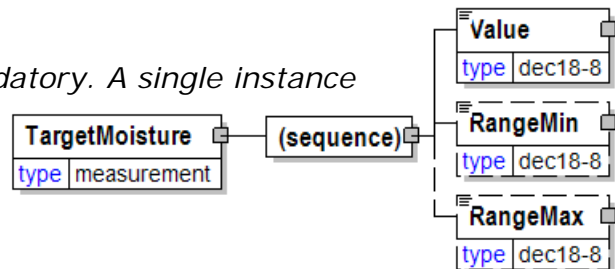 Value
type dec18-8
datory. A single instance
RangeMin
type dec18-8
TargetMoisture
type measurement
(sequence)
RangeMax
type dec18-8